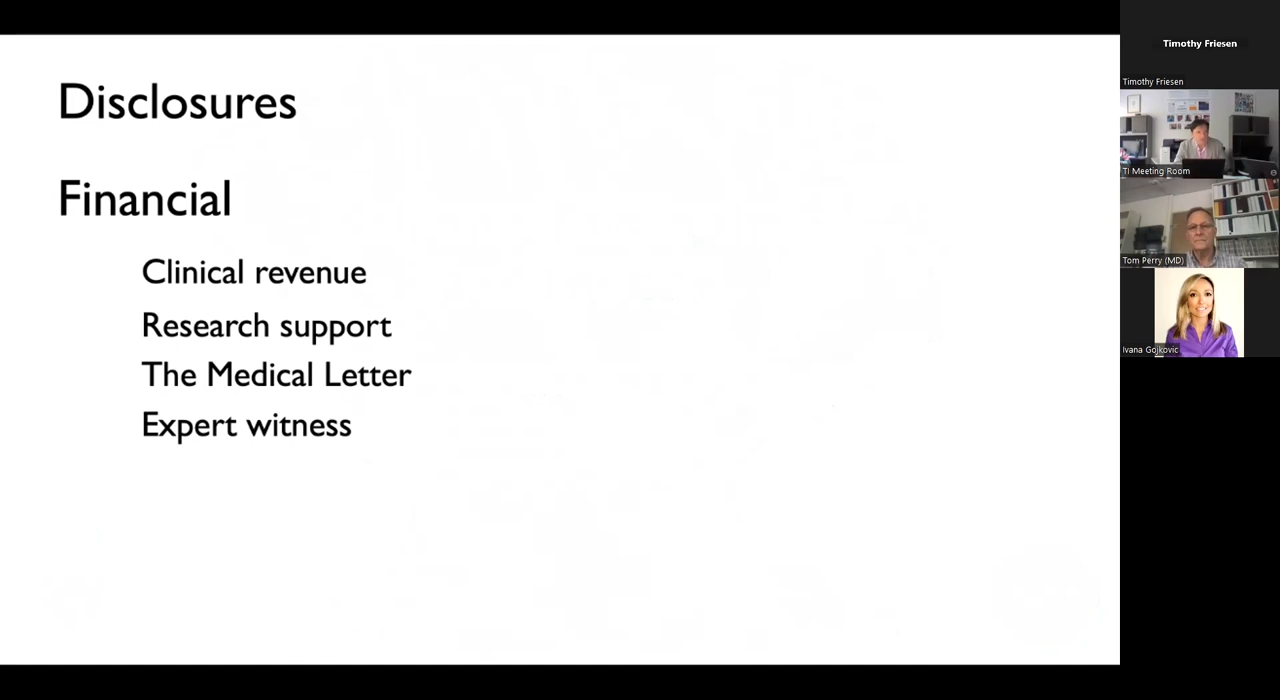 Disclosures
Financial
Clinical revenue
Research support
The Medical Letter
Expert witness
Timothy Friesen
Timothy Friesen
TI Meeting Room
Tom Perry (MD)
Ivana Gojkovic